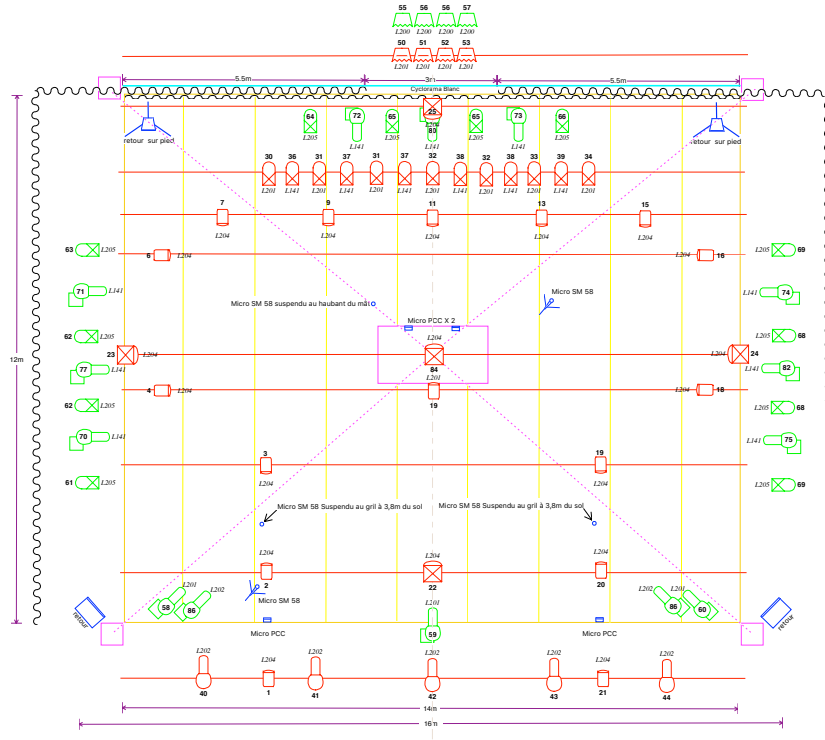 55 56 56 57
L200 L200 L200 L200
50 51 52 53
L201 L201 L201 L201
5.5m 3m 5.5m
Cyclorama Blanc
25
L204
64 72 65 80 65 73 66
L205 L141 L205 L141 L205 L141 L205
retour sur pied
retour sur pied
30 36 31 37 31 37 32 38 32 38 33 39 34
L201 L141 L201 L141 L201 L141 L201 L141 L201 L141 L201 L141 L201
7 9 11 13 15
L204 L204 L204 L204 L204
63 L205 6 L204 L204 16 L205 69
71 L141 L141 74
Micro SM 58 suspendu au haubant du mât
Micro SM 58
Micro PCC X 2
62 L205 L205 68
L204
12m
23 L204 84 L204 24
77 L141 L141 82
L201
4 L204 19 L204 18
62 L205 L205 68
70 L141 L141 75
3 19
L204 L204
61 L205 L205 69
Micro SM 58 Suspendu au gril à 3,8m du sol
Micro SM 58 Suspendu au gril à 3,8m du sol
L204 L204 L204
2 22 20
L201 L202 L202 L201
58 86 86 60
Micro SM 58
L201
retour retour
Micro PCC 59 Micro PCC
L202 L204 L202 L202 L202 L204 L202
40 1 41 42 43 21 44
14m
16m